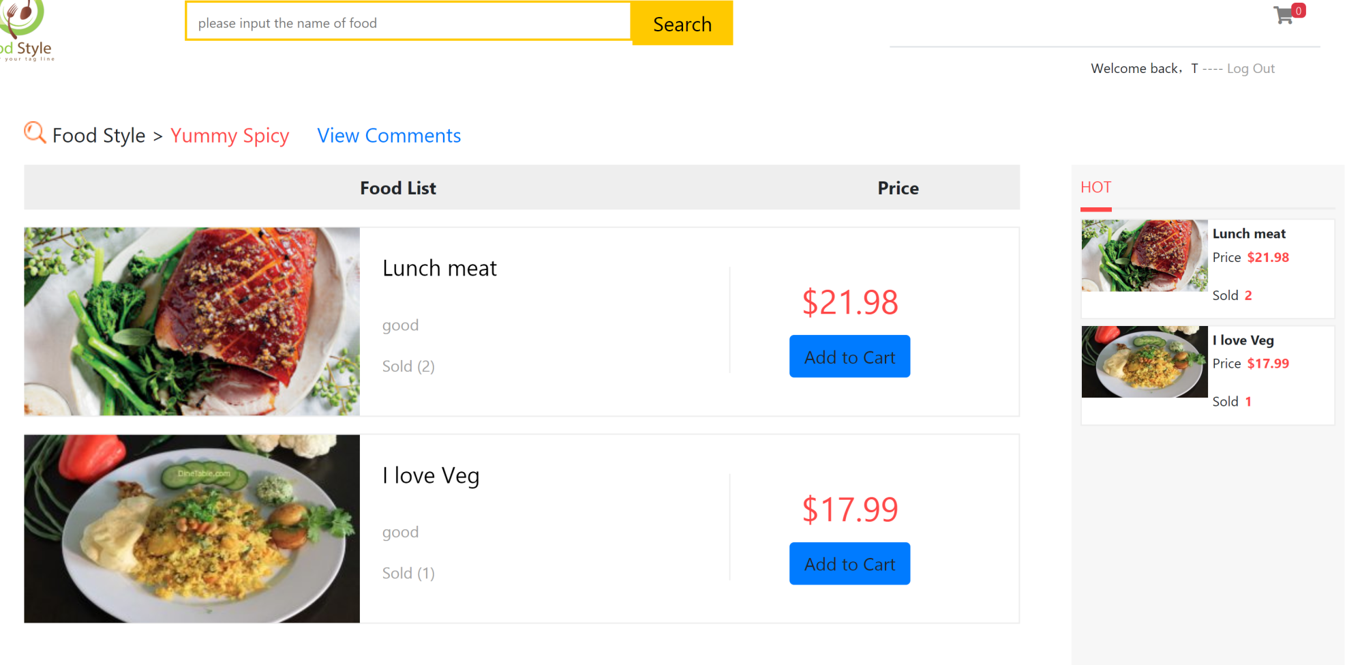 od Style
your tag line
please input the name of food
Search
0
Welcome back，T ---- Log Out
Food Style > Yummy Spicy View Comments
Food List Price
Lunch meat
good
Sold (2)
$21.98
Add to Cart
DineTable.com
I love Veg
good
Sold (1)
$17.99
Add to Cart
HOT
Lunch meat
Price $21.98
Sold 2
I love Veg
Price $17.99
Sold 1